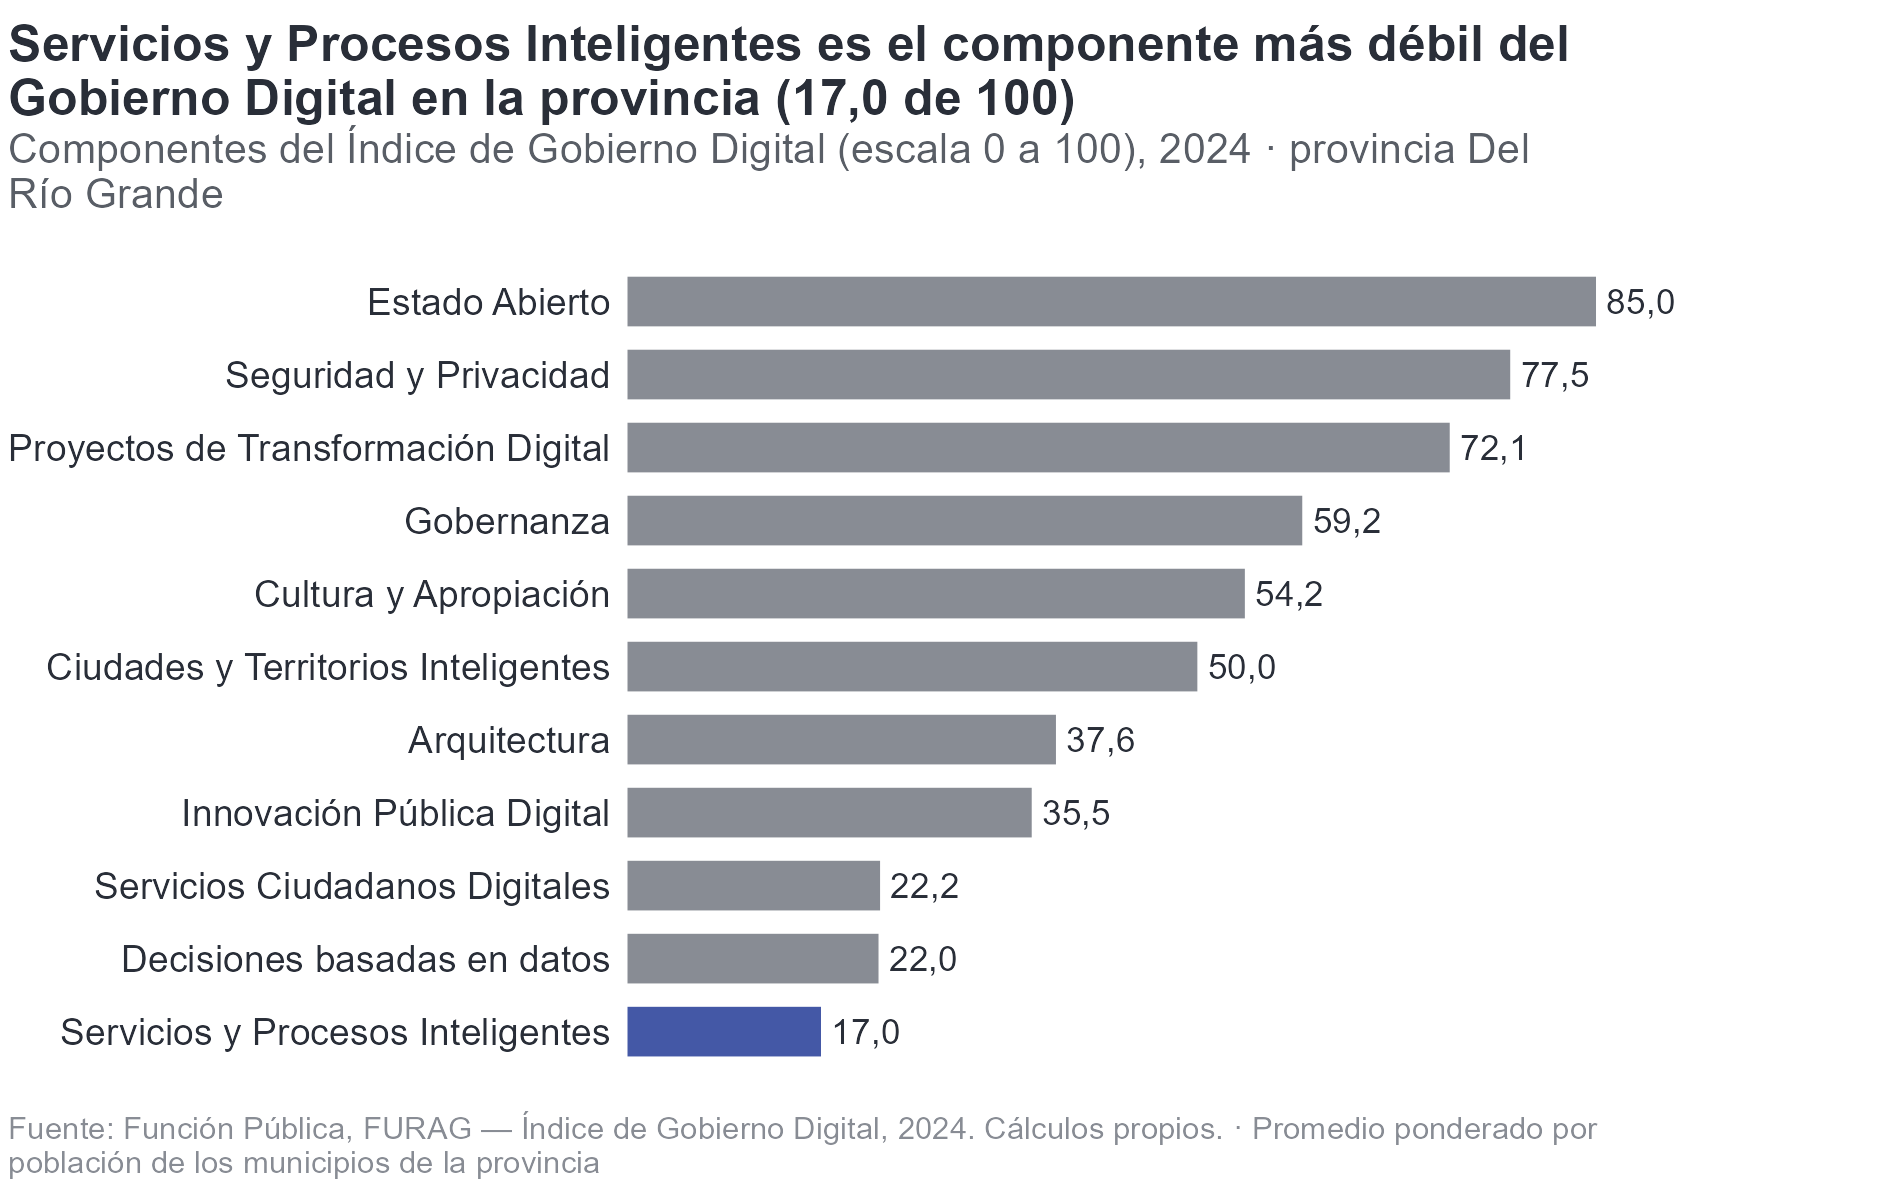 Servicios y Procesos Inteligentes es el componente más débil del
Gobierno Digital en la provincia (17,0 de 100)
Componentes del Índice de Gobierno Digital (escala 0 a 100), 2024 · provincia Del
Río Grande
Estado Abierto 85,0
Seguridad y Privacidad 77,5
Proyectos de Transformación Digital 72,1
Gobernanza 59,2
Cultura y Apropiación 54,2
Ciudades y Territorios Inteligentes 50,0
Arquitectura 37,6
Innovación Pública Digital 35,5
Servicios Ciudadanos Digitales 22,2
Decisiones basadas en datos 22,0
Servicios y Procesos Inteligentes 17,0
Fuente: Función Pública, FURAG — Índice de Gobierno Digital, 2024. Cálculos propios. · Promedio ponderado por
población de los municipios de la provincia